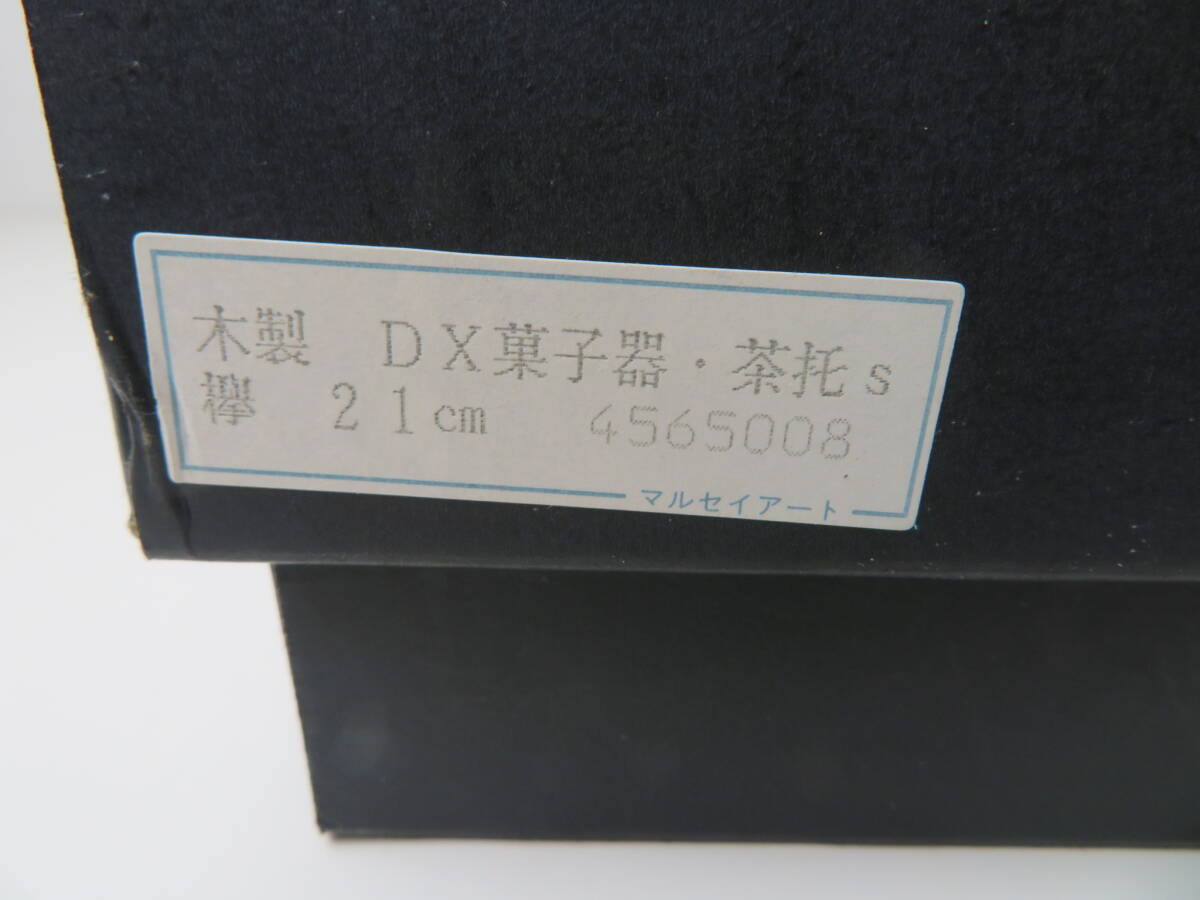 木製　ＤＸ菓子器・茶托ｓ
欅　２１㎝　4565008
マルセイアート